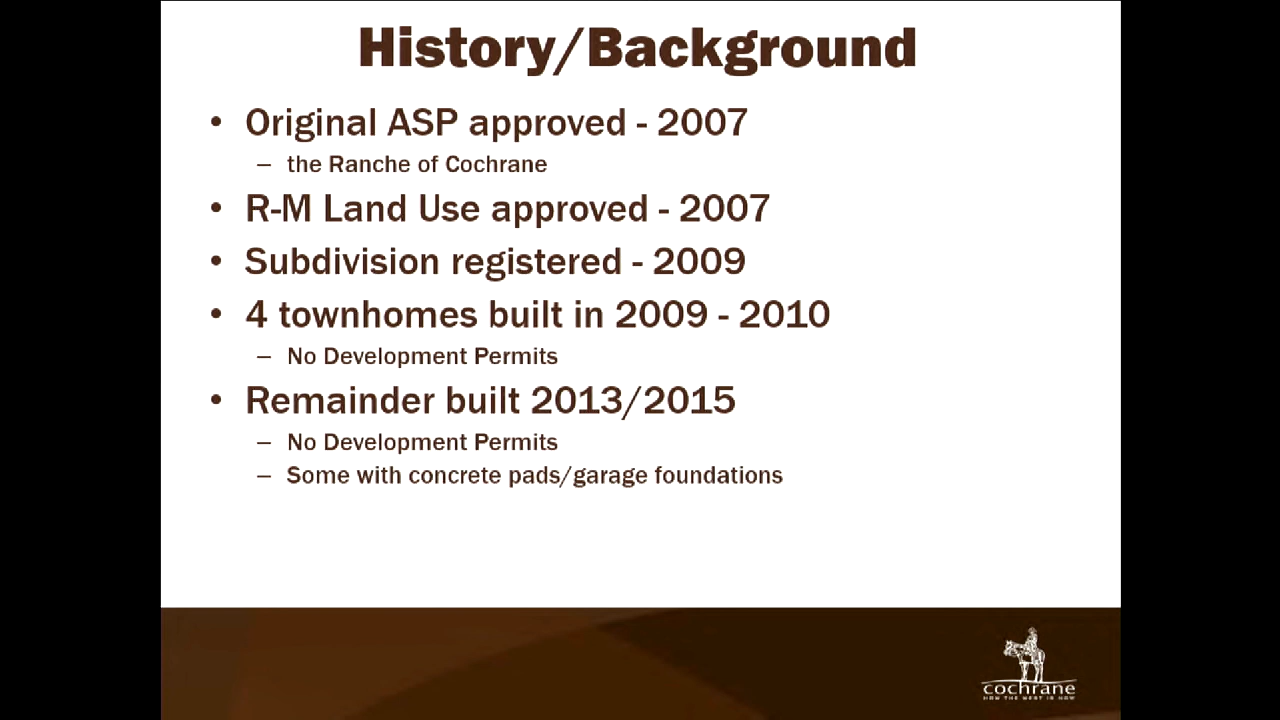 History/Background
• Original ASP approved - 2007
– the Ranche of Cochrane
• R-M Land Use approved - 2007
• Subdivision registered - 2009
• 4 townhomes built in 2009 - 2010
– No Development Permits
• Remainder built 2013/2015
– No Development Permits
– Some with concrete pads/garage foundations
cochrane
HOW THE WEST IS NOW